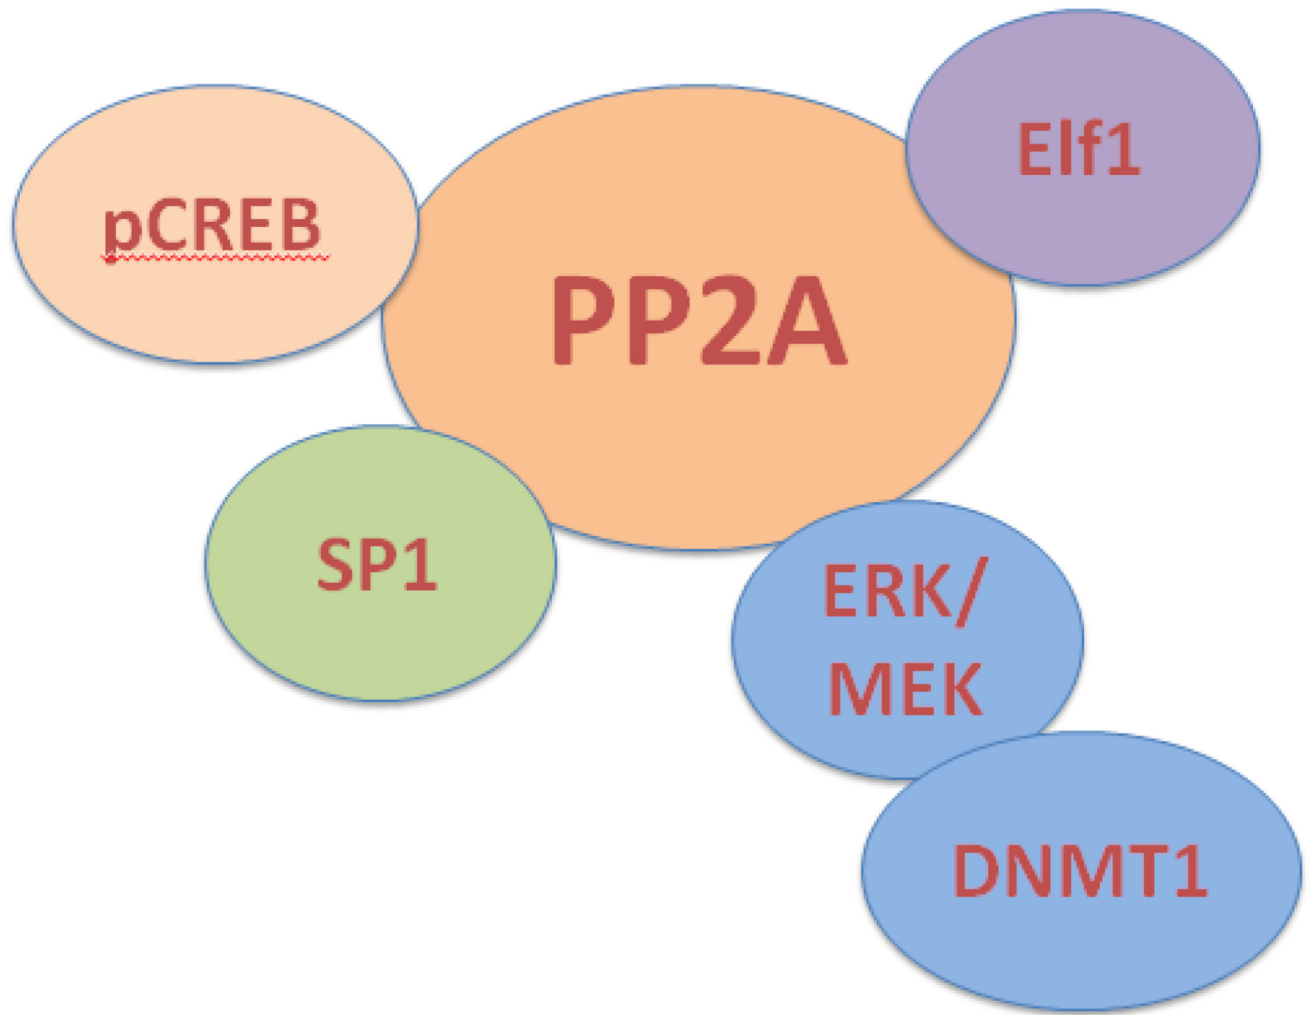 Elf1
pCREB
PP2A
SP1
ERK/
MEK
DNMT1